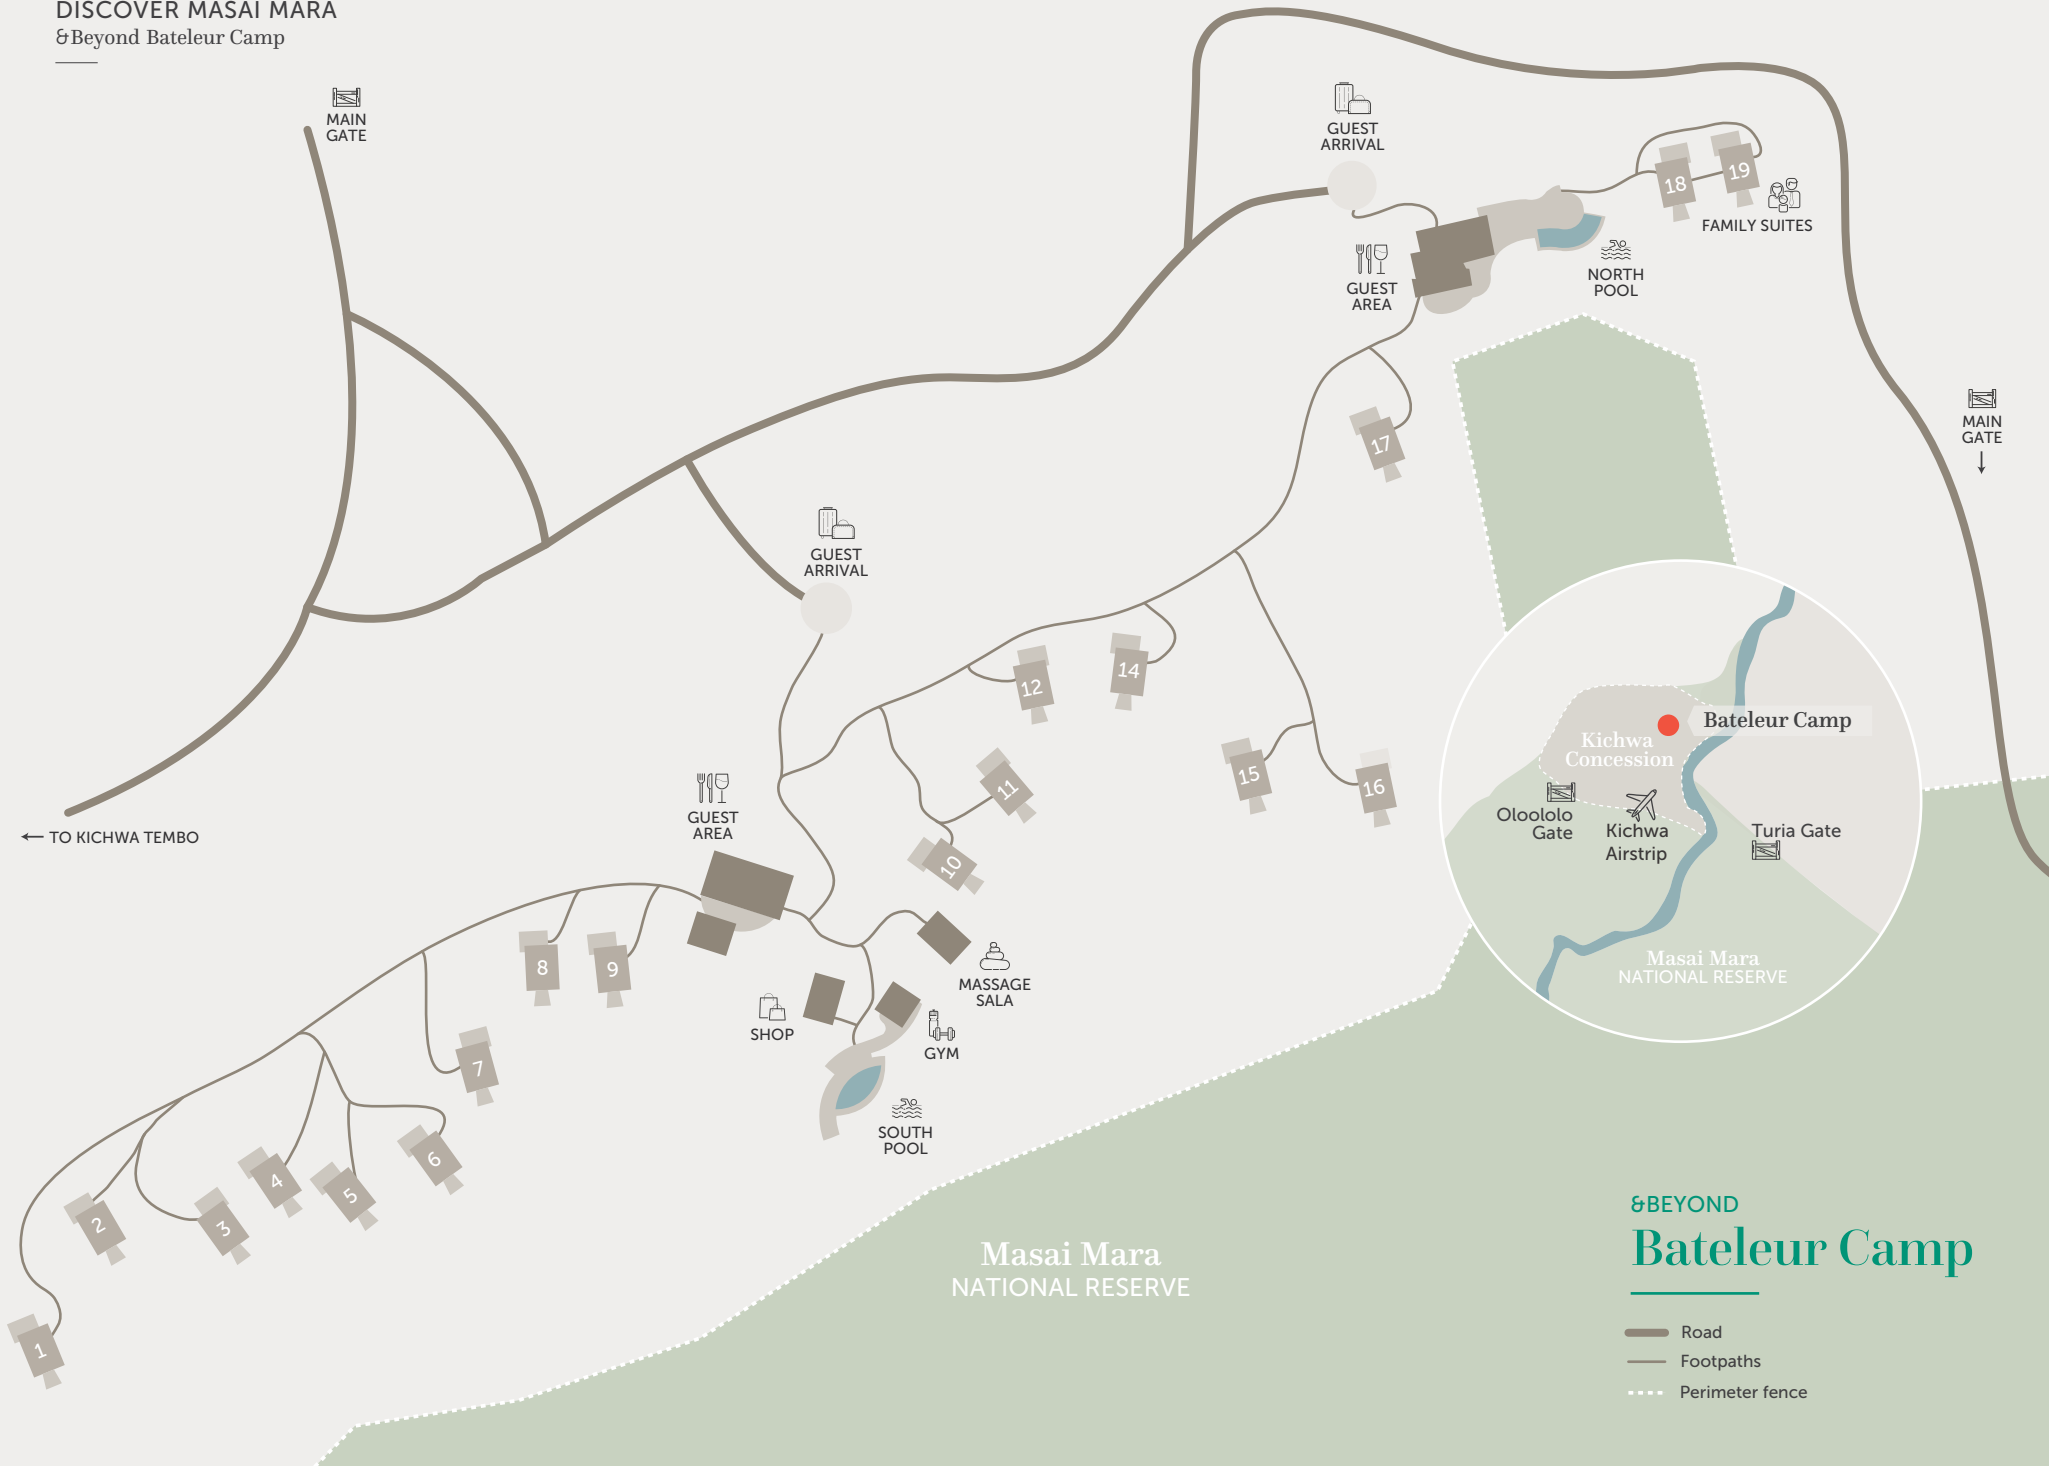 DISCOVER MASAI MARA
&Beyond Bateleur Camp
MAIN
GATE
GUEST
ARRIVAL
18
19
FAMILY SUITES
GUEST
AREA
NORTH
POOL
17
MAIN
GATE
GUEST
ARRIVAL
12
14
11
15
16
10
← TO KICHWA TEMBO
GUEST
AREA
8
9
7
MASSAGE
SALA
SHOP
GYM
SOUTH
POOL
6
4
5
2
3
1
Bateleur Camp
Kichwa
Concession
Oloololo
Gate
Kichwa
Airstrip
Turia Gate
Masai Mara
NATIONAL RESERVE
Masai Mara
NATIONAL RESERVE
&BEYOND
Bateleur Camp
Road
Footpaths
Perimeter fence